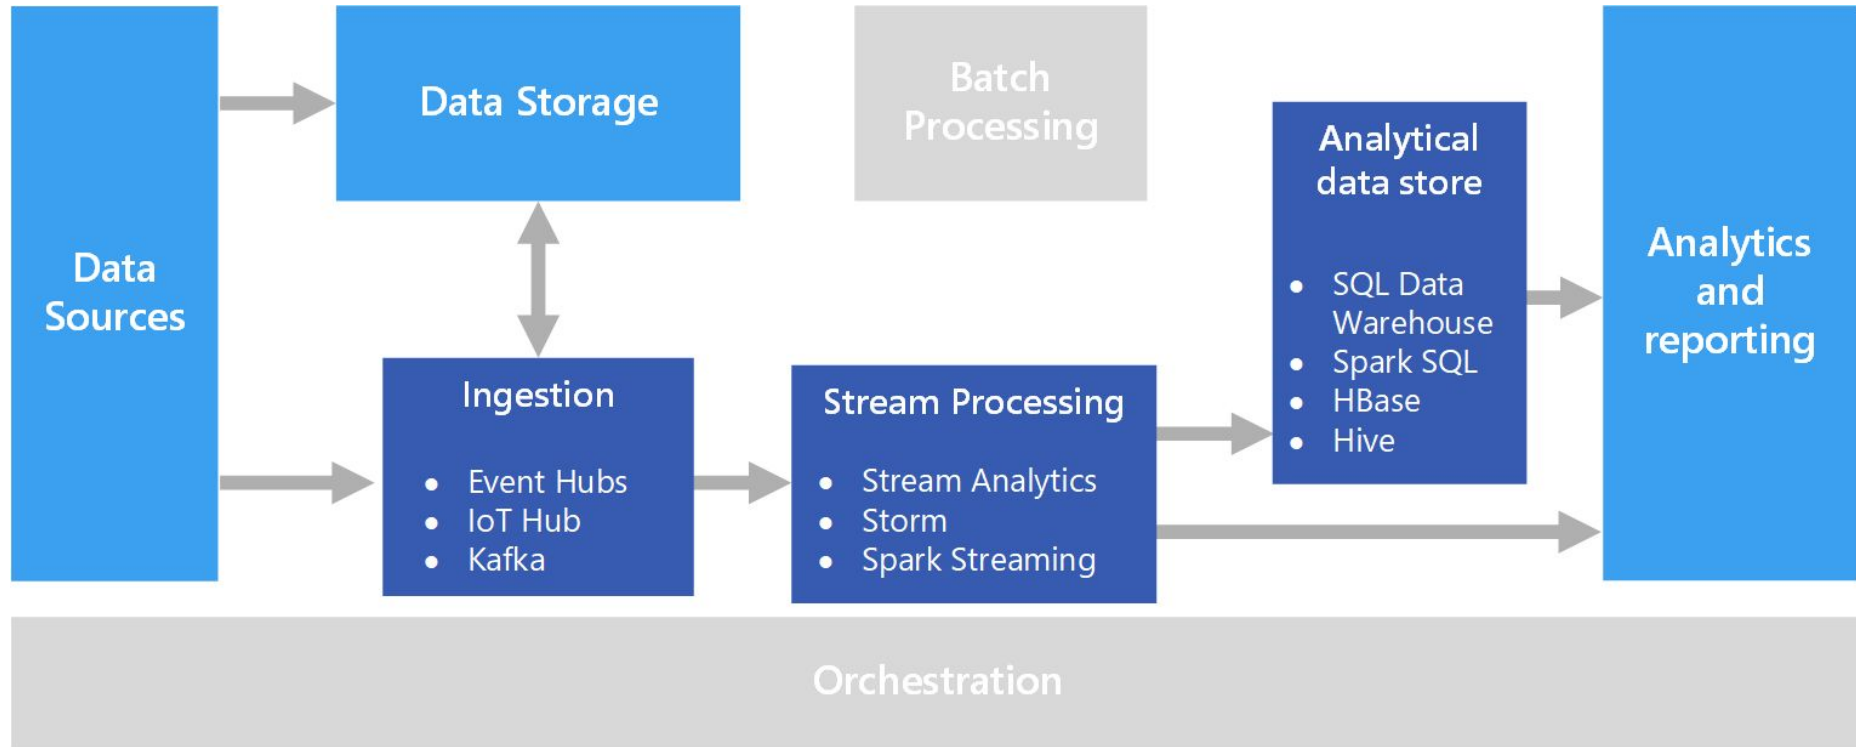 Data
Sources
Data Storage
Batch
Processing
Ingestion
● Event Hubs
● IoT Hub
● Kafka
Stream Processing
● Stream Analytics
● Storm
● Spark Streaming
Analytical
data store
● SQL Data
Warehouse
● Spark SQL
● HBase
● Hive
Analytics
and
reporting
Orchestration